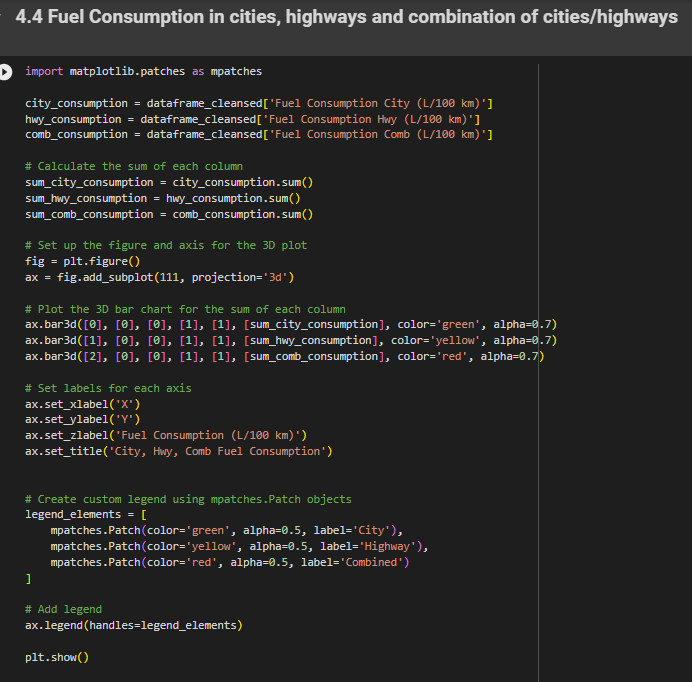 4.4 Fuel Consumption in cities, highways and combination of cities/highways
import matplotlib.patches as mpatches
city_consumption = dataframe_cleansed['Fuel Consumption City (L/100 km)']
hwy_consumption = dataframe_cleansed['Fuel Consumption Hwy (L/100 km)']
comb_consumption = dataframe_cleansed['Fuel Consumption Comb (L/100 km)']
# Calculate the sum of each column
sum_city_consumption = city_consumption.sum()
sum_hwy_consumption = hwy_consumption.sum()
sum_comb_consumption = comb_consumption.sum()
# Set up the figure and axis for the 3D plot
fig = plt.figure()
ax = fig.add_subplot(111, projection='3d')
# Plot the 3D bar chart for the sum of each column
ax.bar3d([0], [0], [0], [1], [1], [sum_city_consumption], color='green', alpha=0.7)
ax.bar3d([1], [0], [0], [1], [1], [sum_hwy_consumption], color='yellow', alpha=0.7)
ax.bar3d([2], [0], [0], [1], [1], [sum_comb_consumption], color='red', alpha=0.7)
# Set labels for each axis
ax.set_xlabel('X')
ax.set_ylabel('Y')
ax.set_zlabel('Fuel Consumption (L/100 km)')
ax.set_title('City, Hwy, Comb Fuel Consumption')
# Create custom legend using mpatches.Patch objects
legend_elements = [
    mpatches.Patch(color='green', alpha=0.5, label='City'),
    mpatches.Patch(color='yellow', alpha=0.5, label='Highway'),
    mpatches.Patch(color='red', alpha=0.5, label='Combined')
]
# Add legend
ax.legend(handles=legend_elements)
plt.show()